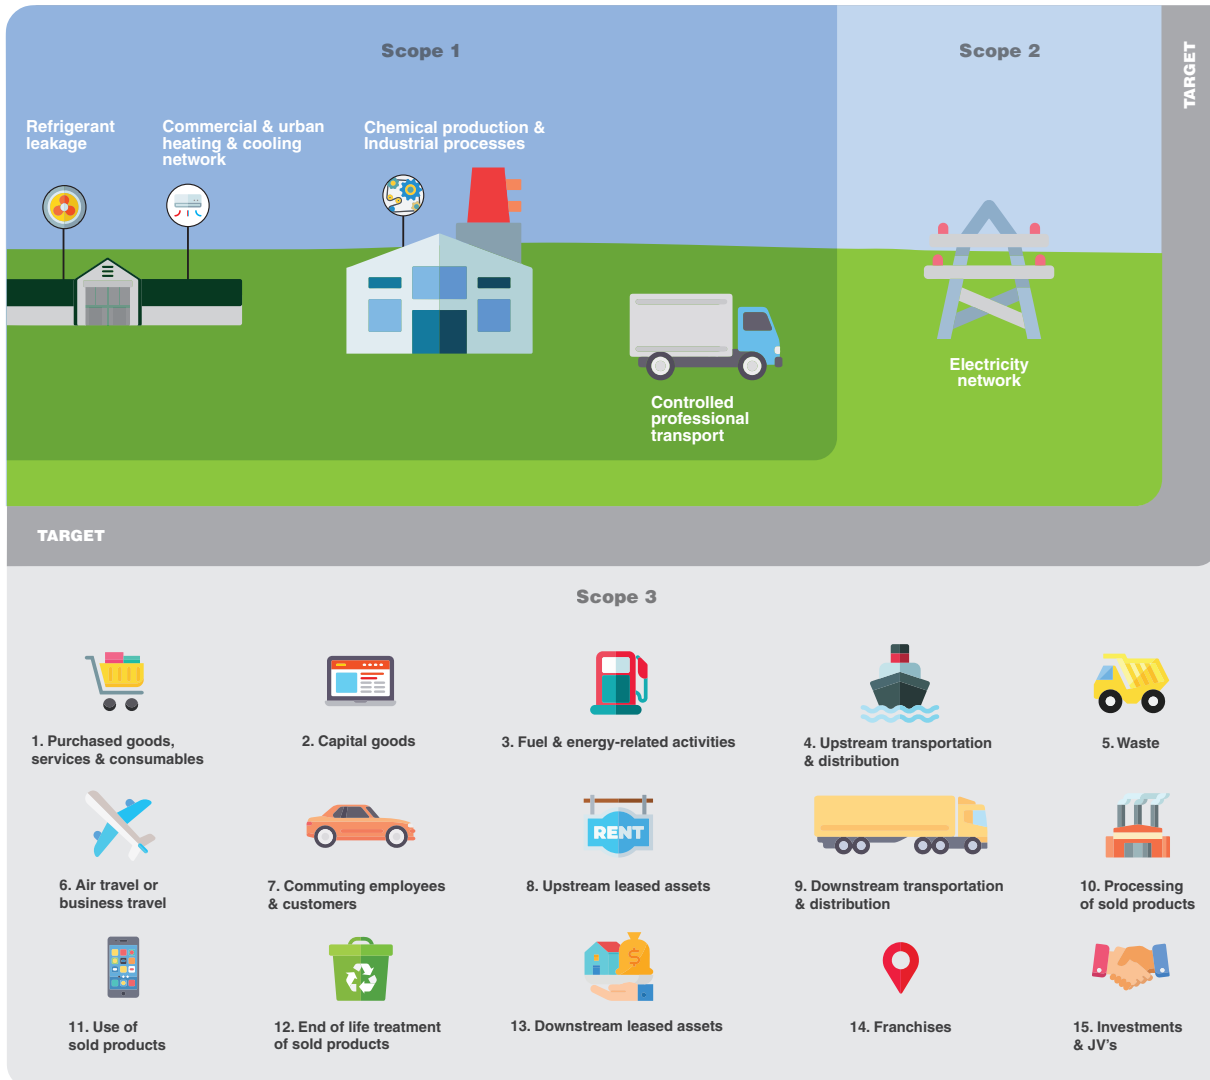 Scope 1
Scope 2
TARGET
Refrigerant
leakage
Commercial & urban
heating & cooling
network
Chemical production &
Industrial processes
Controlled
professional
transport
Electricity
network
TARGET
Scope 3
1. Purchased goods,
services & consumables
2. Capital goods
3. Fuel & energy-related activities
4. Upstream transportation
& distribution
5. Waste
RENT
6. Air travel or
business travel
7. Commuting employees
& customers
8. Upstream leased assets
9. Downstream transportation
& distribution
10. Processing
of sold products
$
11. Use of
sold products
12. End of life treatment
of sold products
13. Downstream leased assets
14. Franchises
15. Investments
& JV’s